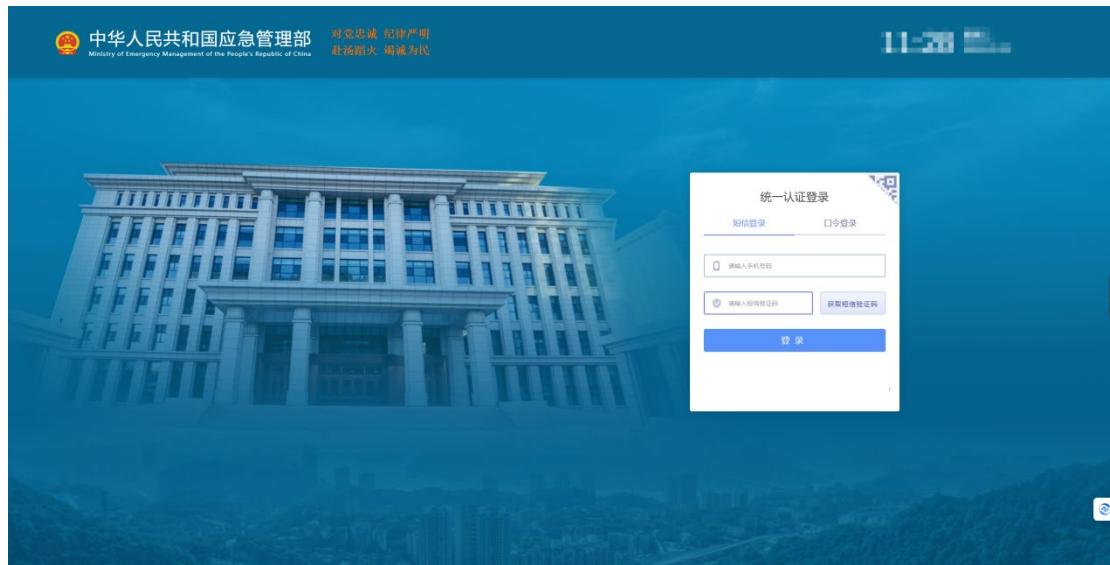 中华人民共和国应急管理部
Ministry of Emergency Management of the People's Republic of China
对党忠诚 纪律严明
赴汤蹈火 竭诚为民
11:28
统一认证登录
短信登录 口令登录
请输入手机号码
请输入短信验证码 获取短信验证码
登 录